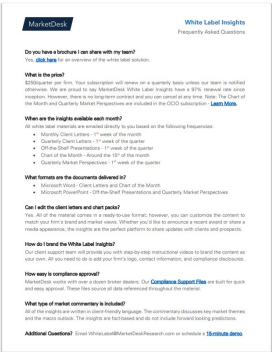 MarketDesk
White Label Insights
Frequently Asked Questions
Do you have a brochure I can share with my team?
Yes, click here for an overview of the white label solution.
What is the price?
$250/quarter per firm. Your subscription will renew on a quarterly basis unless our team is notified
otherwise. We are proud to say MarketDesk White Label Insights have a 97% renewal rate since
inception. However, there is no long-term contract and you can cancel at any time. Note: The Chart of
the Month and Quarterly Market Perspectives are included in the OCIO subscription - Learn More.
When are the insights available each month?
All white label materials are emailed directly to you based on the following frequencies:
• Monthly Client Letters - 1st week of the month
• Quarterly Client Letters - 1st week of the quarter
• Off-the-Shelf Presentations - 1st week of the quarter
• Chart of the Month - Around the 15th of the month
• Quarterly Market Perspectives - 1st week of the quarter
What formats are the documents delivered in?
• Microsoft Word - Client Letters and Chart of the Month
• Microsoft PowerPoint - Off-the-Shelf Presentations and Quarterly Market Perspectives
Can I edit the client letters and chart packs?
Yes. All of the material comes in a ready-to-use format; however, you can customize the content to
match your firm's brand and market views. Whether you'd like to announce a recent award or share a
media appearance, the insights are the perfect platform to share updates with clients and prospects.
How do I brand the White Label Insights?
Our client support team will provide you with step-by-step instructional videos to brand the content as
your own. All you need to do is add your firm's logo, contact information, and compliance disclosures.
How easy is compliance approval?
MarketDesk works with over a dozen broker dealers. Our Compliance Support Files are built for quick
and easy approval. These files source all data referenced throughout the material.
What type of market commentary is included?
All of the insights are written in client-friendly language. The commentary discusses key market themes
and the macro outlook. The insights are fact-based and do not include forward looking predictions.
Additional Questions? Email WhiteLabel@MarketDeskResearch.com or schedule a 15-minute demo.